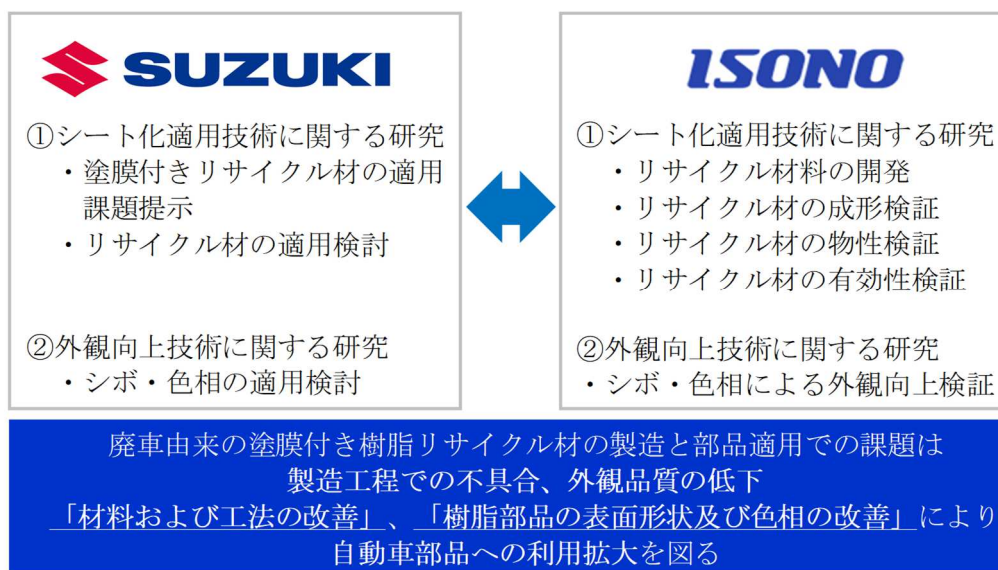 SUZUKI
①シート化適用技術に関する研究
・塗膜付きリサイクル材の適用
課題提示
・リサイクル材の適用検討
②外観向上技術に関する研究
・シボ・色相の適用検討
ISONO
①シート化適用技術に関する研究
・リサイクル材料の開発
・リサイクル材の成形検証
・リサイクル材の物性検証
・リサイクル材の有効性検証
②外観向上技術に関する研究
・シボ・色相による外観向上検証
廃車由来の塗膜付き樹脂リサイクル材の製造と部品適用での課題は
製造工程での不具合、外観品質の低下
「材料および工法の改善」、「樹脂部品の表面形状及び色相の改善」により
自動車部品への利用拡大を図る